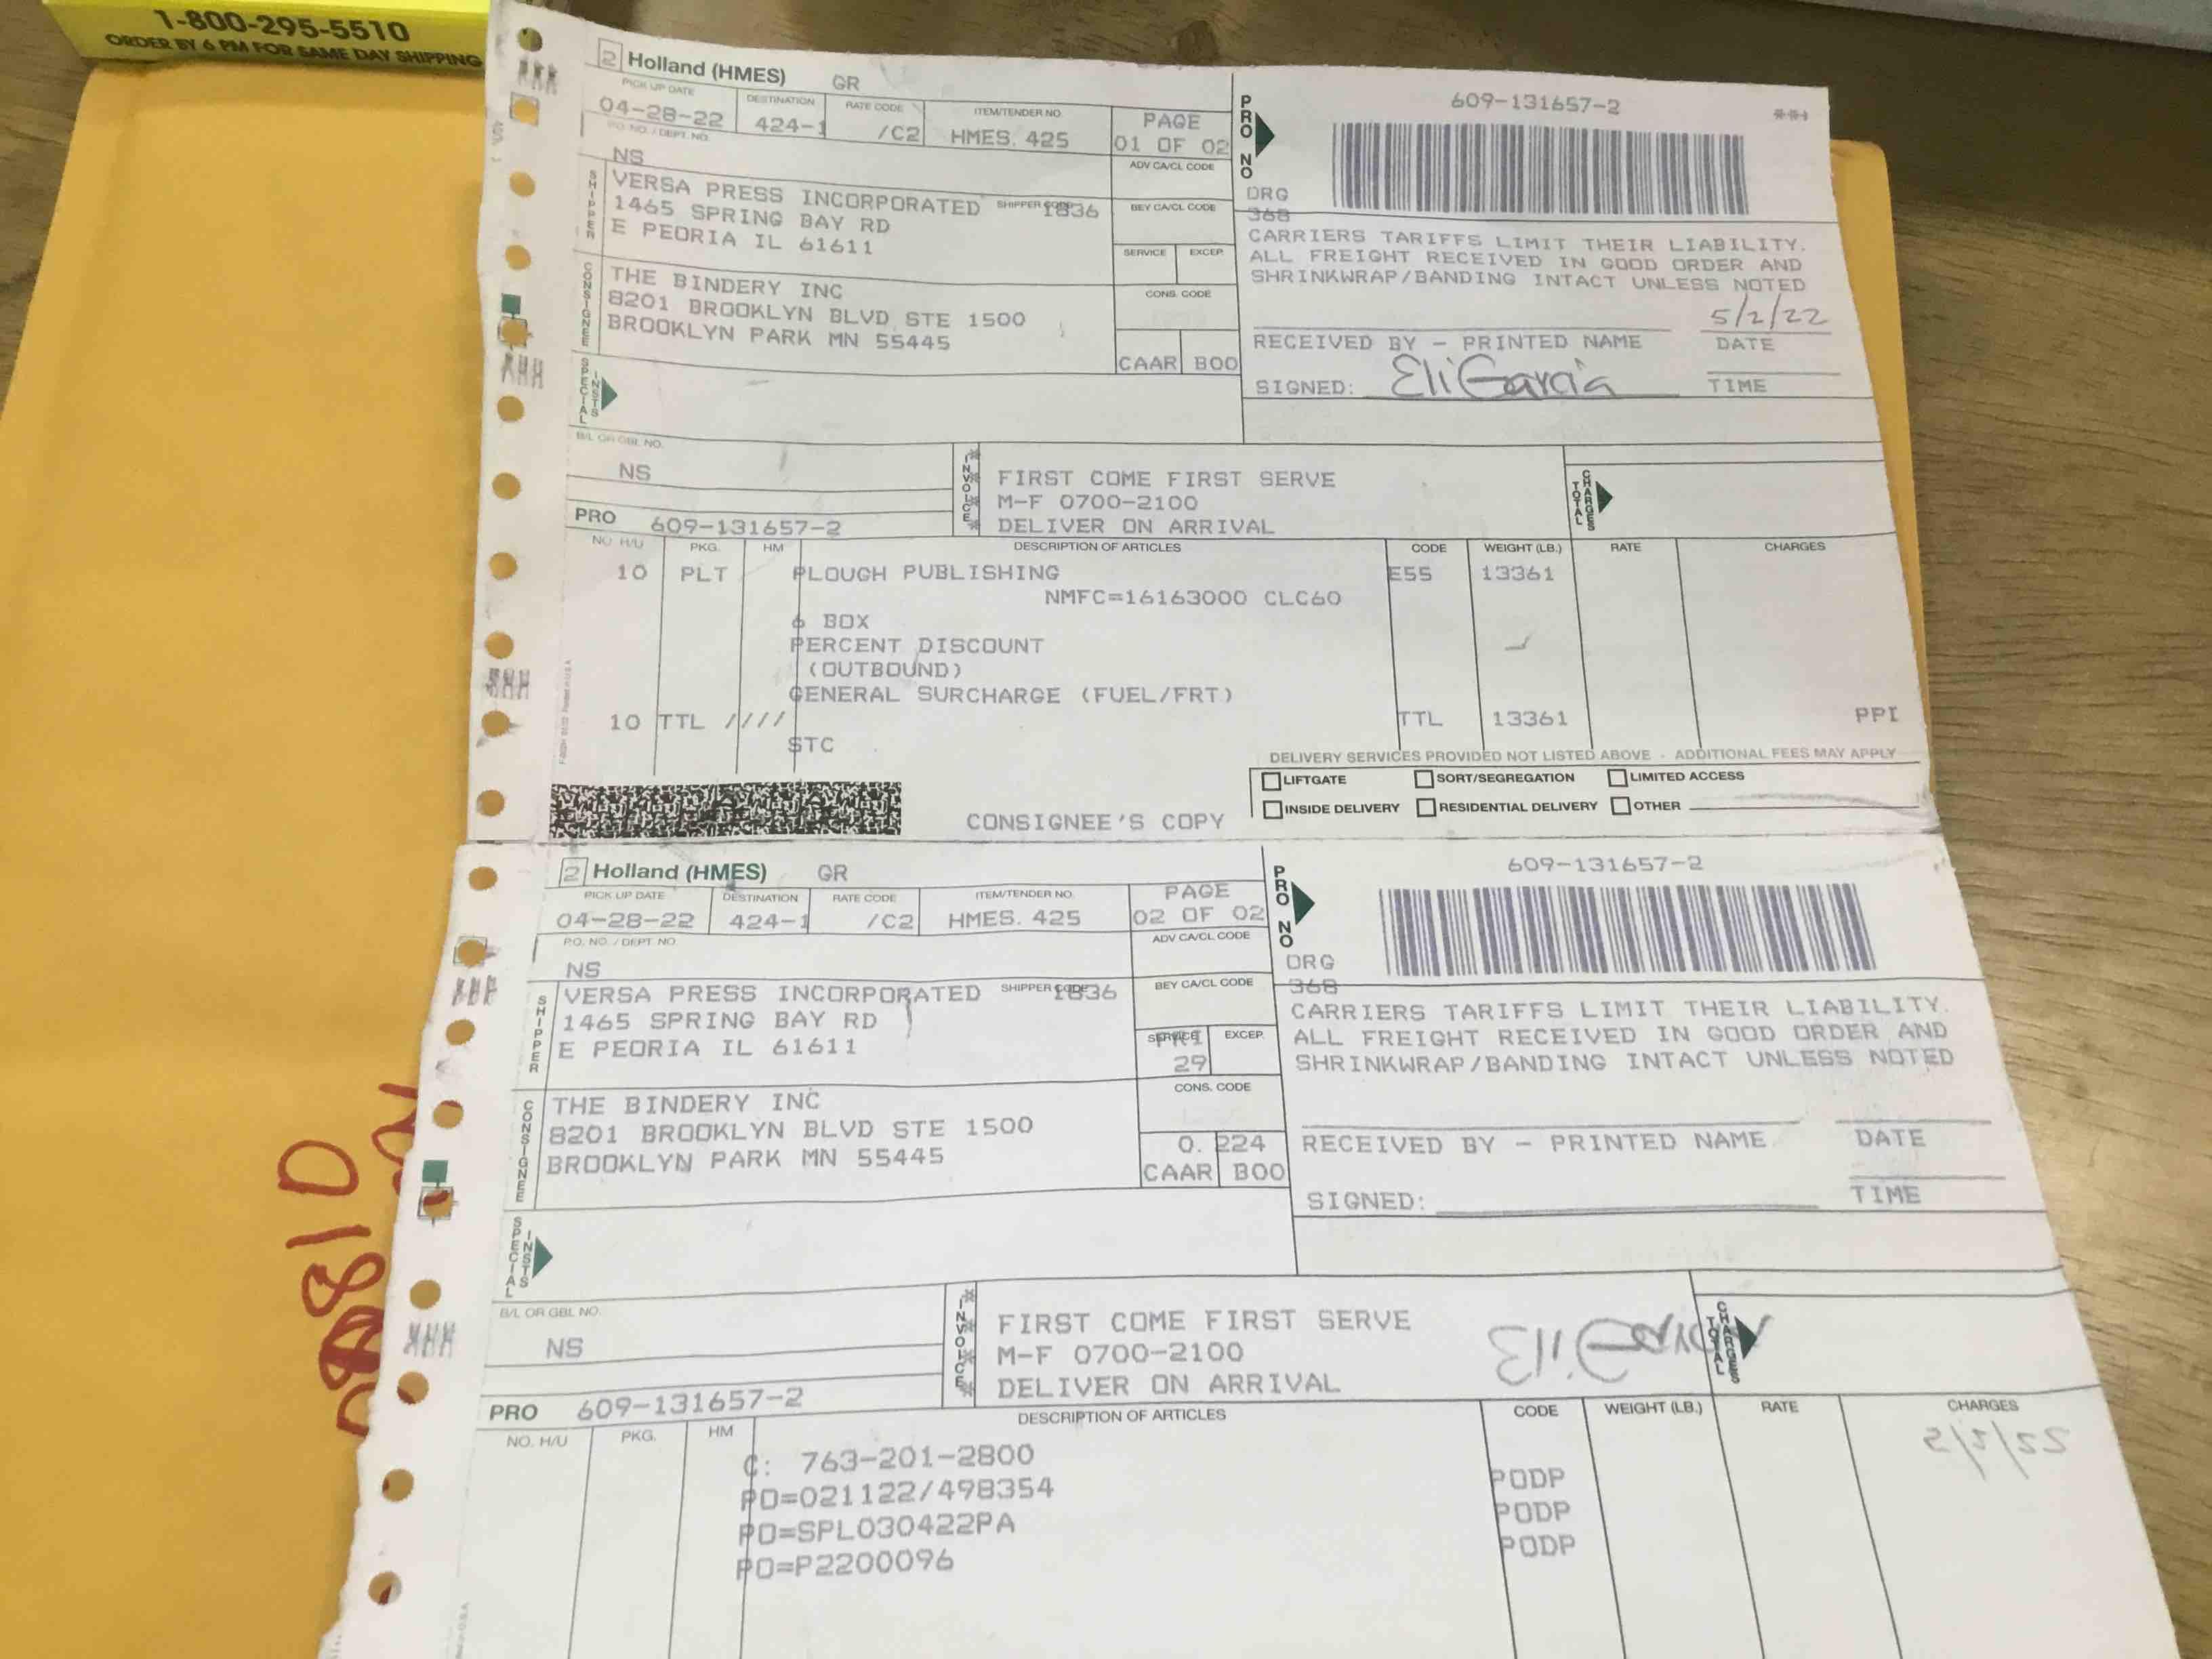 1-800-295-5510
ORDER BY 6 PM FOR SAME DAY SHIPPING
2 Holland (HMES) GR
PICK UP DATE DESTINATION RATE CODE ITEM/TENDER NO. PAGE
04-28-22 424-1 /C2 HMES. 425 01 OF 02
P.O. NO. / DEPT. NO. ADV CA/CL CODE
NS
SHIPPER
VERSA PRESS INCORPORATED SHIPPER CODE 1836 BEY CA/CL CODE
1465 SPRING BAY RD
E PEORIA IL 61611
SERVICE EXCEP.
CONSIGNEE
THE BINDERY INC
8201 BROOKLYN BLVD STE 1500
BROOKLYN PARK MN 55445
CONS. CODE
CAAR BOO
SPECIAL INSTS
PRO NO
609-131657-2
ORG
368
CARRIERS TARIFFS LIMIT THEIR LIABILITY.
ALL FREIGHT RECEIVED IN GOOD ORDER AND
SHRINKWRAP/BANDING INTACT UNLESS NOTED
5/2/22
RECEIVED BY - PRINTED NAME DATE
SIGNED: Eli Garcia TIME
B/L OR GBL NO.
NS
INVOICE
FIRST COME FIRST SERVE
M-F 0700-2100
DELIVER ON ARRIVAL
TOTAL CHARGES
PRO 609-131657-2
NO. H/U PKG. HM DESCRIPTION OF ARTICLES CODE WEIGHT (LB.) RATE CHARGES
10 PLT PLOUGH PUBLISHING E55 13361
NMFC=16163000 CLC60
6 BOX
PERCENT DISCOUNT
(OUTBOUND)
GENERAL SURCHARGE (FUEL/FRT)
10 TTL //// TTL 13361 PPI
STC
DELIVERY SERVICES PROVIDED NOT LISTED ABOVE - ADDITIONAL FEES MAY APPLY
LIFTGATE SORT/SEGREGATION LIMITED ACCESS
INSIDE DELIVERY RESIDENTIAL DELIVERY OTHER
CONSIGNEE'S COPY
2 Holland (HMES) GR
PICK UP DATE DESTINATION RATE CODE ITEM/TENDER NO. PAGE
04-28-22 424-1 /C2 HMES. 425 02 OF 02
P.O. NO. / DEPT. NO. ADV CA/CL CODE
NS
SHIPPER
VERSA PRESS INCORPORATED SHIPPER CODE 1836 BEY CA/CL CODE
1465 SPRING BAY RD
E PEORIA IL 61611
SERVICE EXCEP.
FRI
29
CONSIGNEE
THE BINDERY INC
8201 BROOKLYN BLVD STE 1500
BROOKLYN PARK MN 55445
CONS. CODE
0. 224
CAAR BOO
SPECIAL INSTS
PRO NO
609-131657-2
ORG
368
CARRIERS TARIFFS LIMIT THEIR LIABILITY.
ALL FREIGHT RECEIVED IN GOOD ORDER AND
SHRINKWRAP/BANDING INTACT UNLESS NOTED
RECEIVED BY - PRINTED NAME DATE
SIGNED: TIME
B/L OR GBL NO.
NS
INVOICE
FIRST COME FIRST SERVE
M-F 0700-2100
DELIVER ON ARRIVAL
TOTAL CHARGES
PRO 609-131657-2
NO. H/U PKG. HM DESCRIPTION OF ARTICLES CODE WEIGHT (LB.) RATE CHARGES
C: 763-201-2800
PO=021122/498354 PODP
PO=SPL030422PA PODP
PO=P2200096 PODP